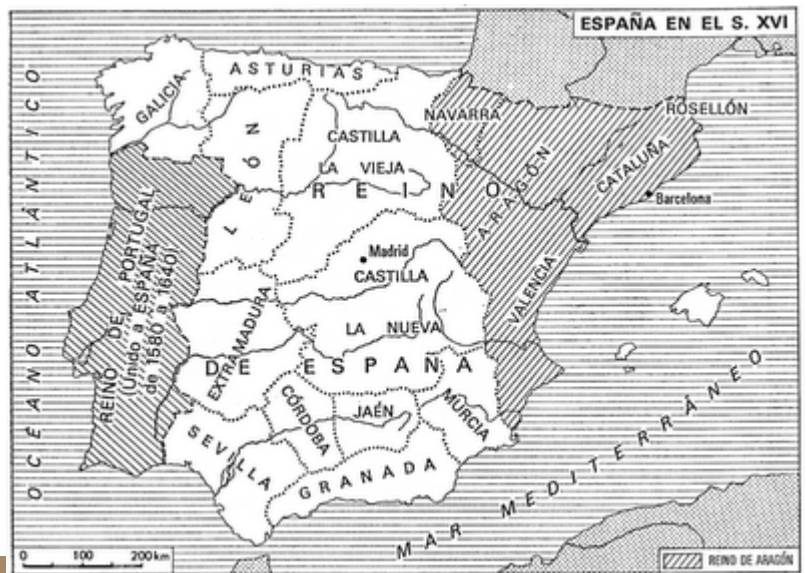 ESPAÑA EN EL S. XVI
OCÉANO ATLÁNTICO
GALICIA
ASTURIAS
LEÓN
CASTILLA
LA VIEJA
NAVARRA
ARAGÓN
ROSELLÓN
CATALUÑA
Barcelona
REINO
DE ESPAÑA
REINO DE PORTUGAL
(Unido a ESPAÑA
de 1580 a 1640)
Madrid
CASTILLA
LA NUEVA
VALENCIA
EXTREMADURA
SEVILLA
CÓRDOBA
JAÉN
MURCIA
GRANADA
MAR MEDITERRÁNEO
0 100 200 km
REINO DE ARAGÓN